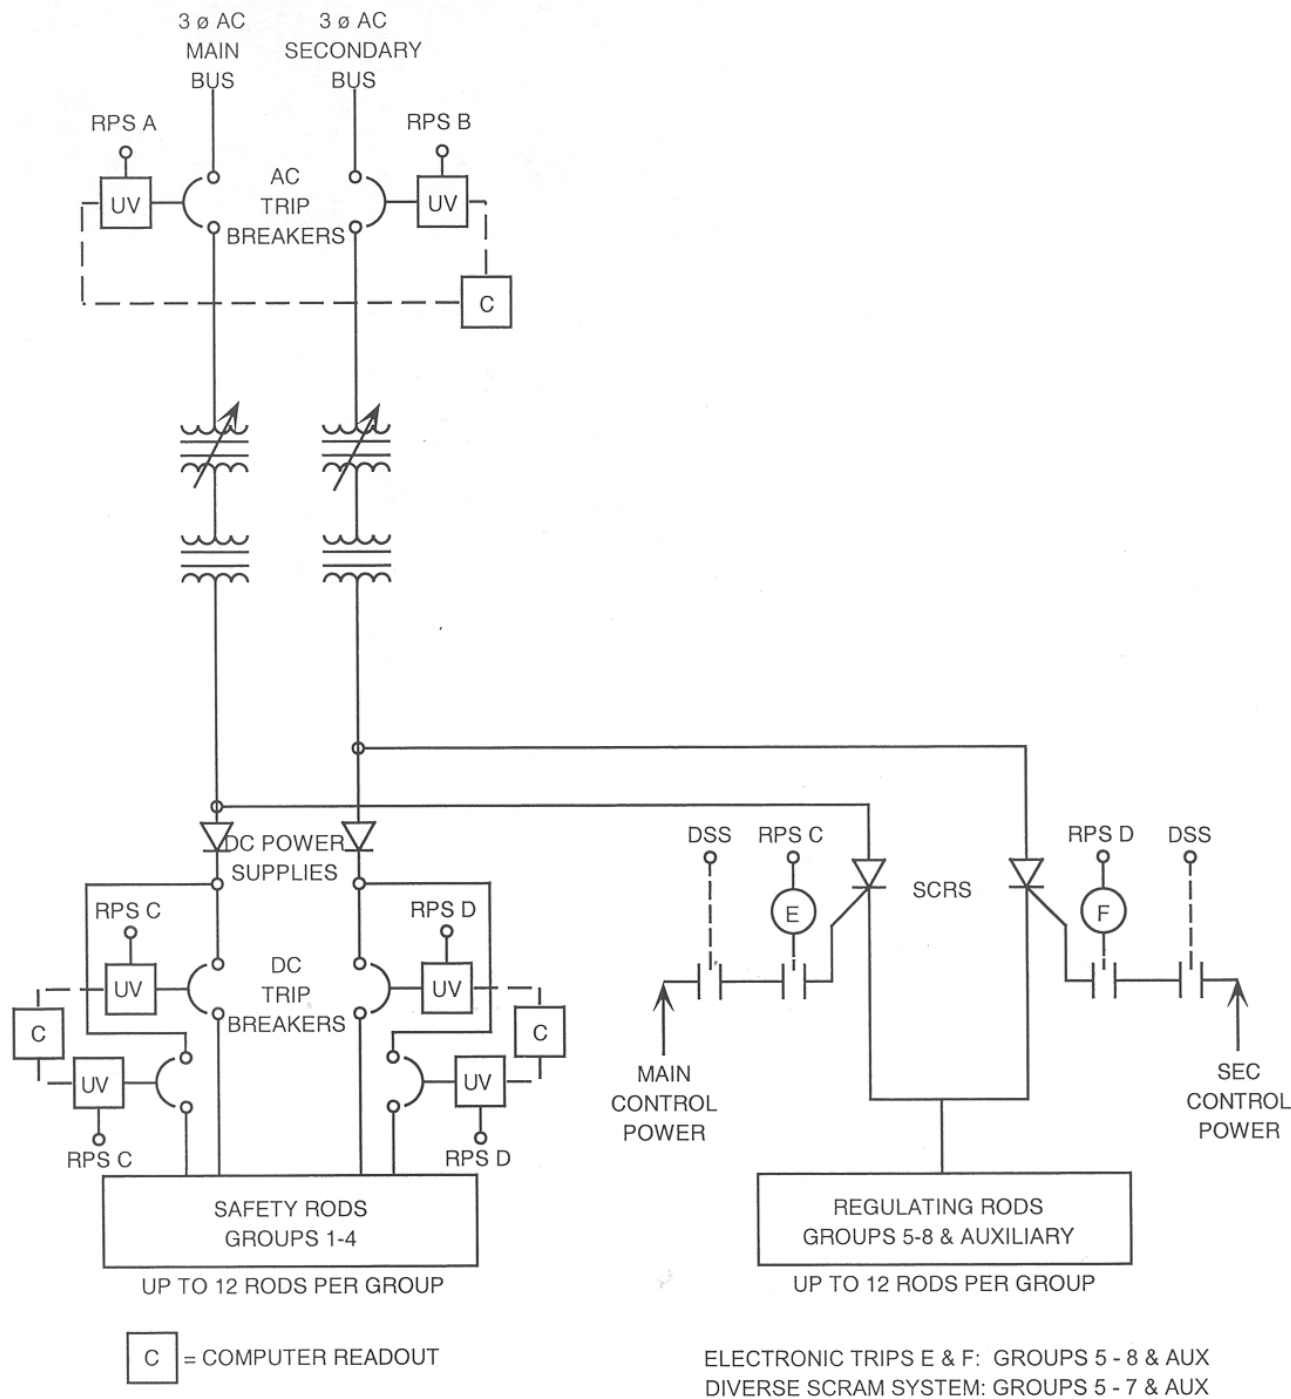 3 ø AC
MAIN
BUS
3 ø AC
SECONDARY
BUS
RPS A
RPS B
UV
AC
TRIP
BREAKERS
UV
C
DC POWER
SUPPLIES
RPS C
RPS D
UV
DC
TRIP
BREAKERS
UV
C
C
UV
UV
RPS C
RPS D
SAFETY RODS
GROUPS 1-4
UP TO 12 RODS PER GROUP
C
= COMPUTER READOUT
DSS
RPS C
RPS D
DSS
E
SCRS
F
MAIN
CONTROL
POWER
SEC
CONTROL
POWER
REGULATING RODS
GROUPS 5-8 & AUXILIARY
UP TO 12 RODS PER GROUP
ELECTRONIC TRIPS E & F: GROUPS 5 - 8 & AUX
DIVERSE SCRAM SYSTEM: GROUPS 5 - 7 & AUX